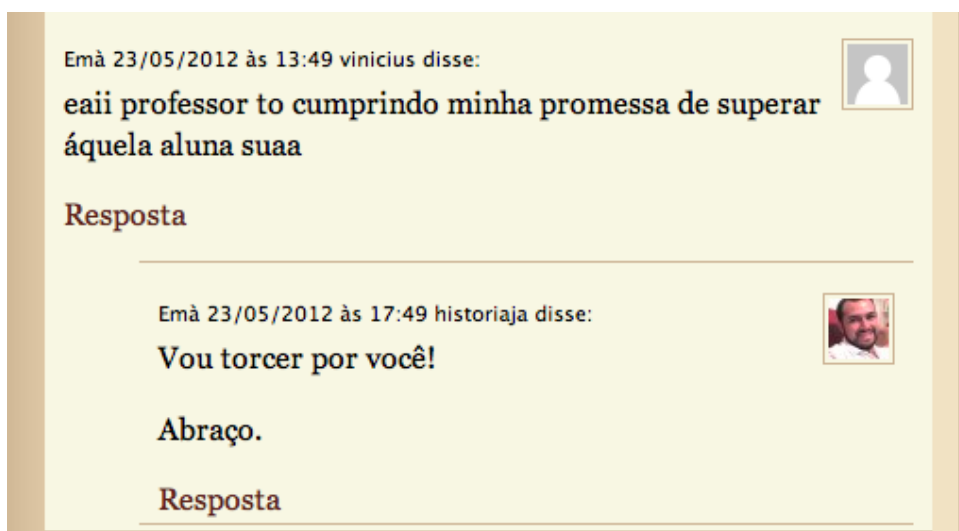 Emà 23/05/2012 às 13:49 vinicius disse:
eaii professor to cumprindo minha promessa de superar
áquela aluna suaa
Resposta
Emà 23/05/2012 às 17:49 historiaja disse:
Vou torcer por você!
Abraço.
Resposta